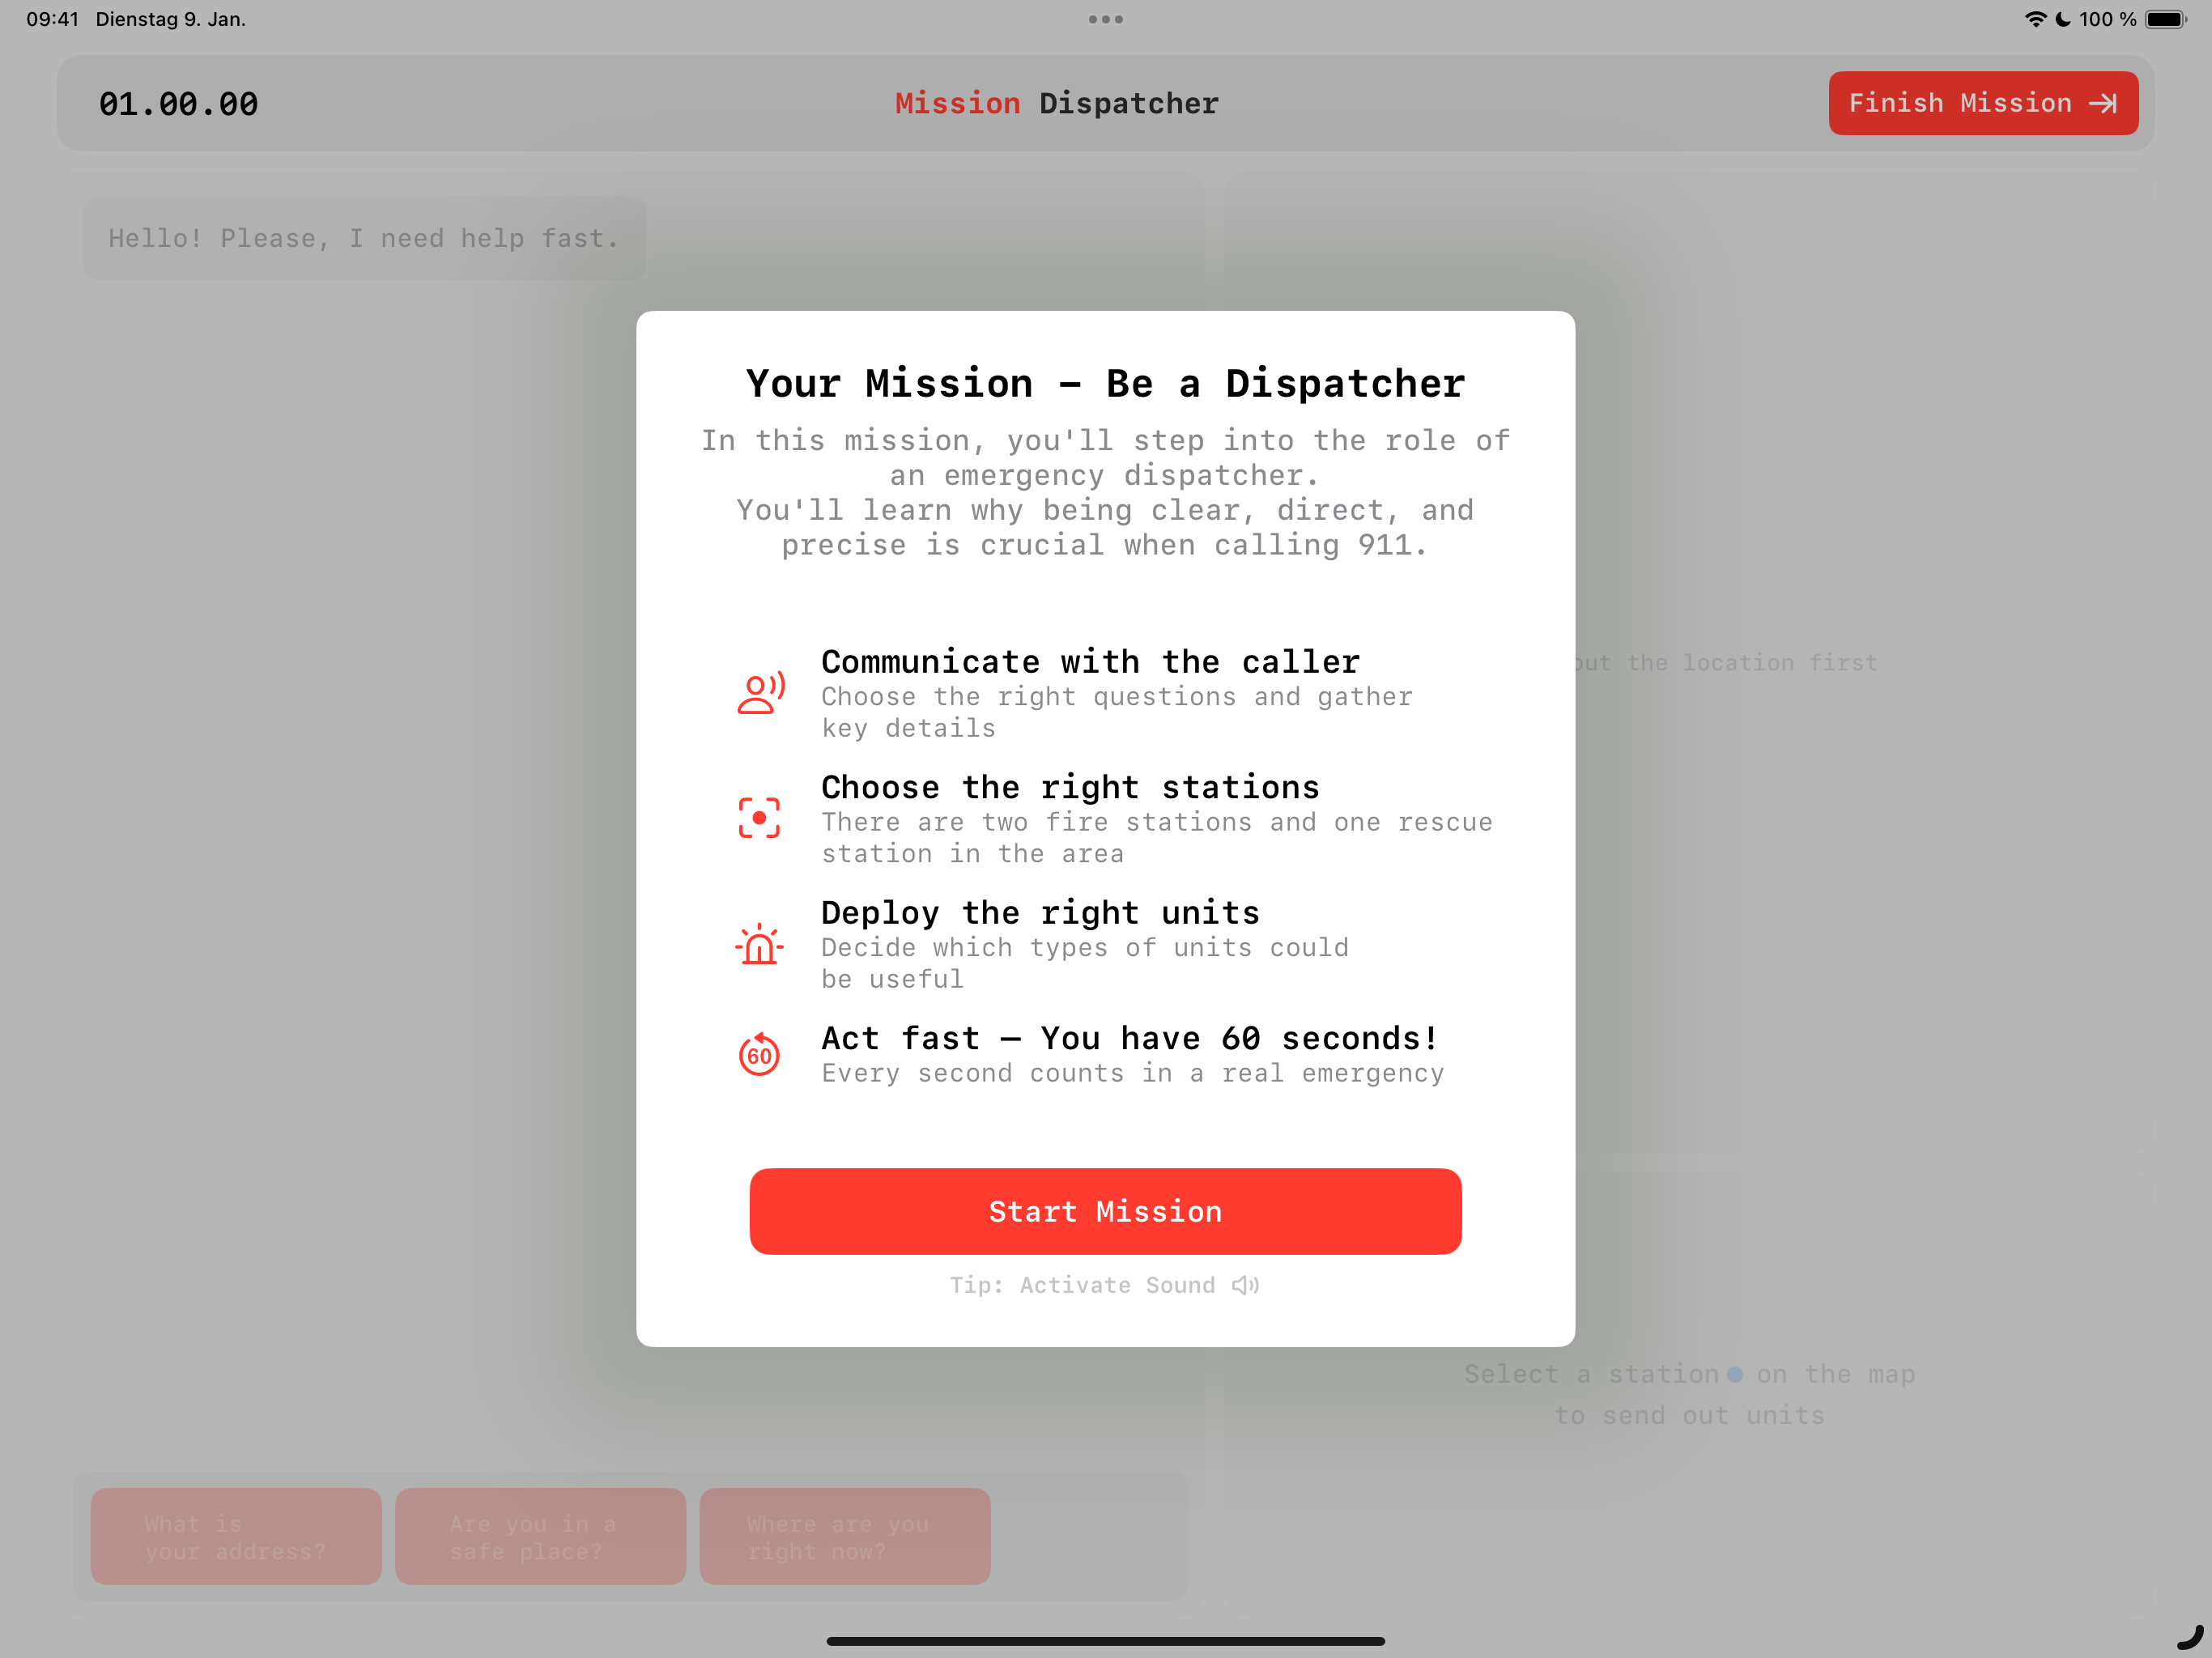 09:41 Dienstag 9. Jan.
100 %
01.00.00
Mission Dispatcher
Finish Mission
Hello! Please, I need help fast.
Your Mission – Be a Dispatcher
In this mission, you'll step into the role of
an emergency dispatcher.
You'll learn why being clear, direct, and
precise is crucial when calling 911.
Communicate with the caller
Choose the right questions and gather
key details
Choose the right stations
There are two fire stations and one rescue
station in the area
Deploy the right units
Decide which types of units could
be useful
60
Act fast – You have 60 seconds!
Every second counts in a real emergency
Start Mission
Tip: Activate Sound
the location first
Select a station on the map
to send out units
What is
your address?
Are you in a
safe place?
Where are you
right now?